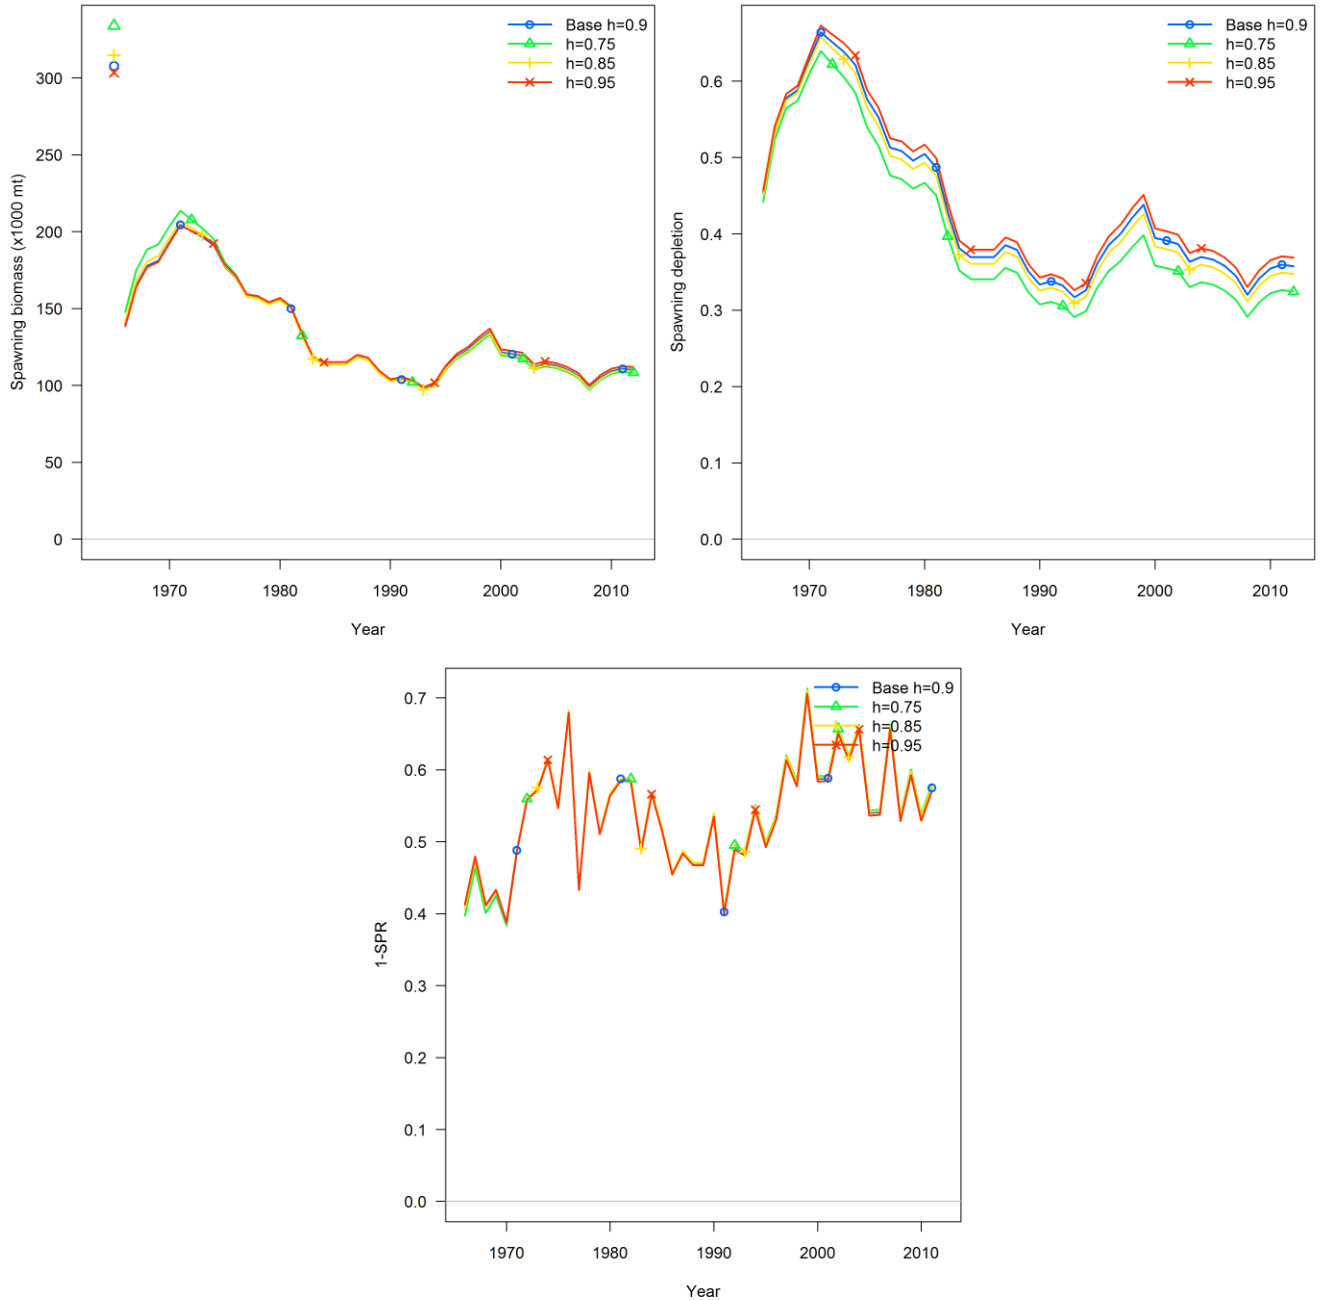 Spawning biomass (x1000 mt)
300
250
200
150
100
50
0
Base h=0.9
h=0.75
h=0.85
h=0.95
1970 1980 1990 2000 2010
Year
Spawning depletion
0.6
0.5
0.4
0.3
0.2
0.1
0.0
Base h=0.9
h=0.75
h=0.85
h=0.95
1970 1980 1990 2000 2010
Year
1-SPR
0.7
0.6
0.5
0.4
0.3
0.2
0.1
0.0
Base h=0.9
h=0.75
h=0.85
h=0.95
1970 1980 1990 2000 2010
Year